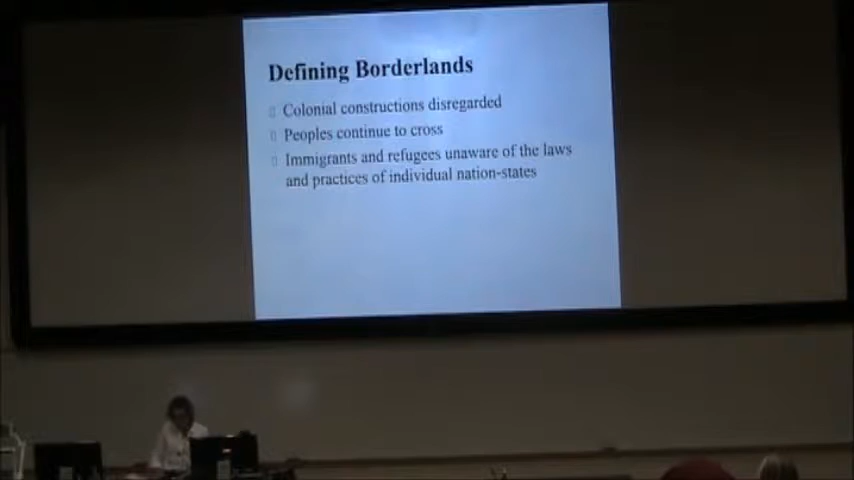 Defining Borderlands
Colonial constructions disregarded
Peoples continue to cross
Immigrants and refugees unaware of the laws
and practices of individual nation-states